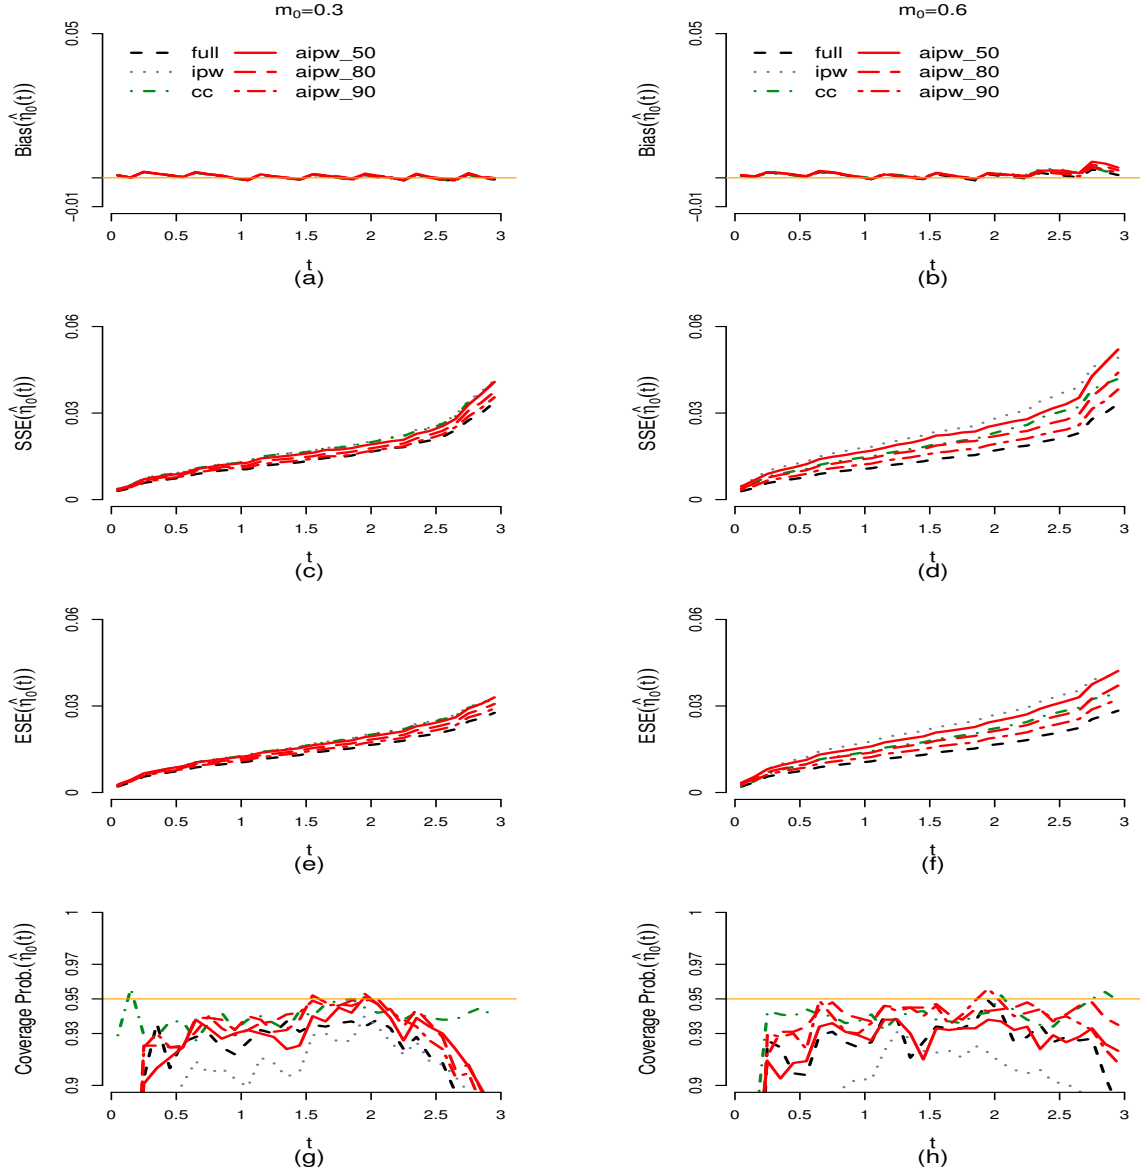 m₀=0.3
Bias(η̂₀(t))
0.05
-0.01
full
ipw
cc
aipw_50
aipw_80
aipw_90
0 0.5 1 1.5 2 2.5 3
t
(a)
m₀=0.6
Bias(η̂₀(t))
0.05
-0.01
full
ipw
cc
aipw_50
aipw_80
aipw_90
0 0.5 1 1.5 2 2.5 3
t
(b)
SSE(η̂₀(t))
0.06
0.03
0
0 0.5 1 1.5 2 2.5 3
t
(c)
SSE(η̂₀(t))
0.06
0.03
0
0 0.5 1 1.5 2 2.5 3
t
(d)
ESE(η̂₀(t))
0.06
0.03
0
0 0.5 1 1.5 2 2.5 3
t
(e)
ESE(η̂₀(t))
0.06
0.03
0
0 0.5 1 1.5 2 2.5 3
t
(f)
Coverage Prob.(η̂₀(t))
1
0.97
0.95
0.93
0.9
0 0.5 1 1.5 2 2.5 3
t
(g)
Coverage Prob.(η̂₀(t))
1
0.97
0.95
0.93
0.9
0 0.5 1 1.5 2 2.5 3
t
(h)